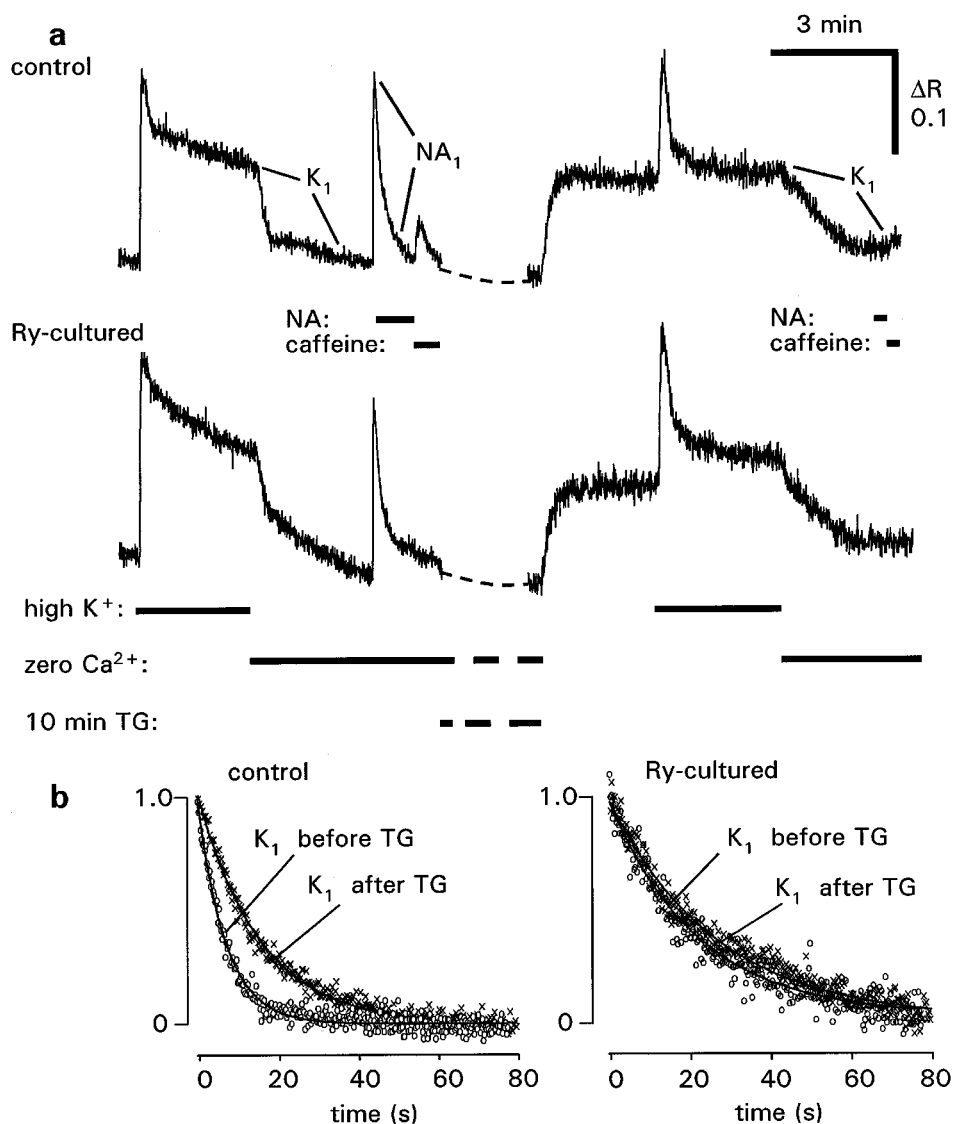 a
control
3 min
ΔR
0.1
NA₁
K₁
K₁
NA:
caffeine:
NA:
caffeine:
Ry-cultured
high K⁺:
zero Ca²⁺:
10 min TG:
b
control
1.0
K₁ before TG
K₁ after TG
0
0 20 40 60 80
time (s)
Ry-cultured
1.0
K₁ before TG
K₁ after TG
0
0 20 40 60 80
time (s)